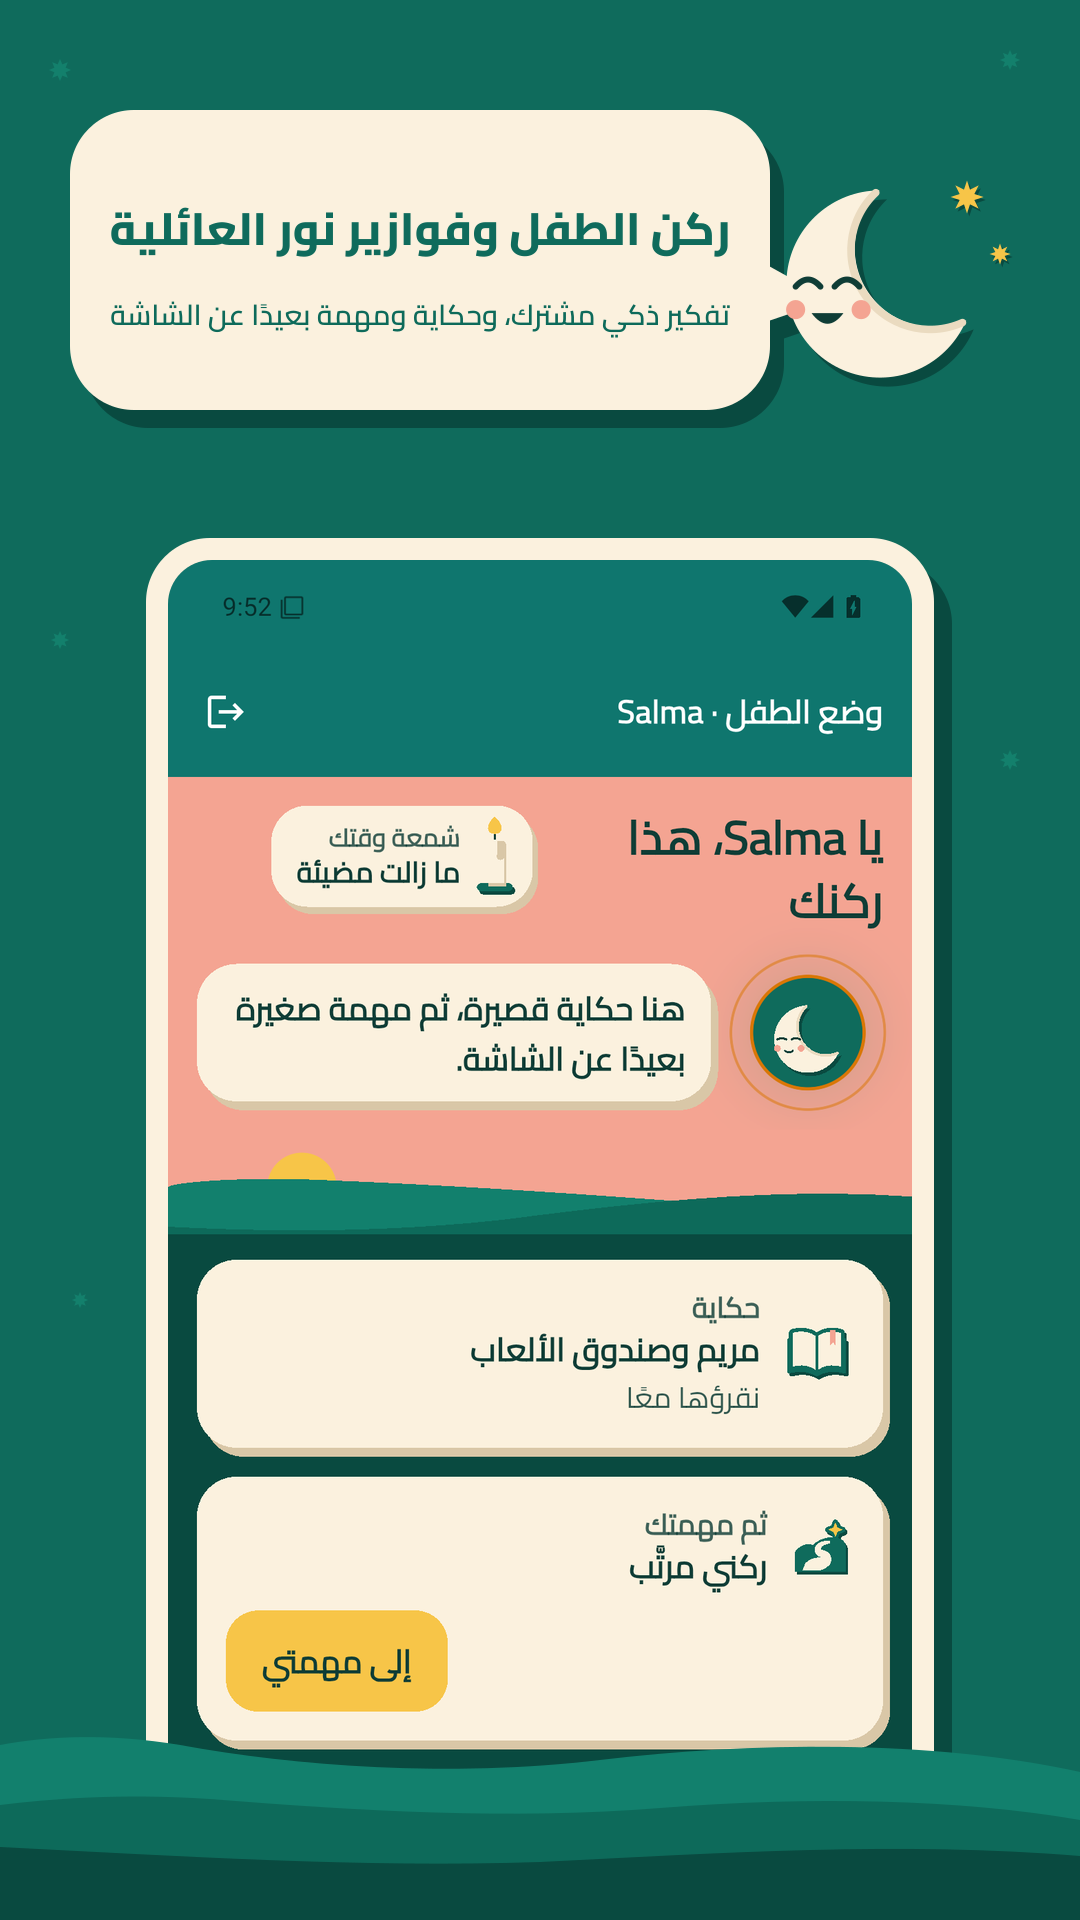 ركن الطفل وفوازير نور العائلية
تفكير ذكي مشترك، وحكاية ومهمة بعيدًا عن الشاشة
9:52
وضع الطفل · Salma
يا Salma، هذا
ركنك
شمعة وقتك
ما زالت مضيئة
هنا حكاية قصيرة، ثم مهمة صغيرة
بعيدًا عن الشاشة.
حكاية
مريم وصندوق الألعاب
نقرؤها معًا
ثم مهمتك
ركني مرتَّب
إلى مهمتي